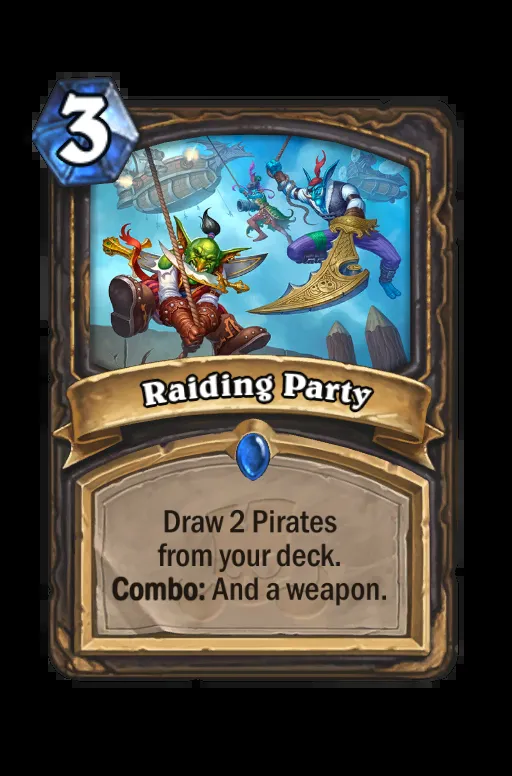 3
Raiding Party
Draw 2 Pirates
from your deck.
Combo: And a weapon.